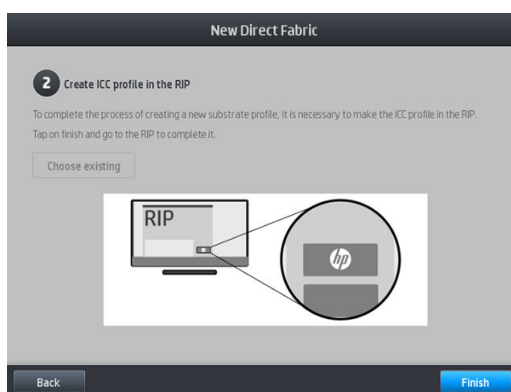 New Direct Fabric
2 Create ICC profile in the RIP
To complete the process of creating a new substrate profile, it is necessary to make the ICC profile in the RIP.
Tap on finish and go to the RIP to complete it.
Choose existing
RIP
hp
Back Finish